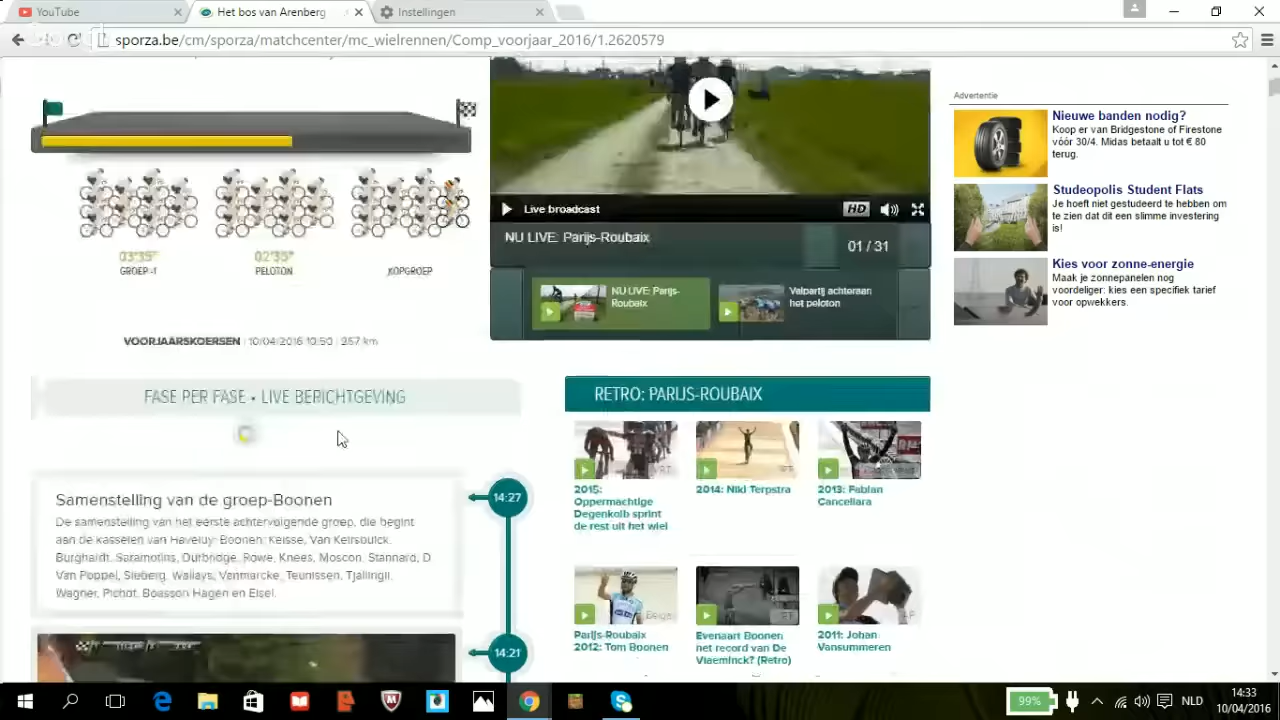 YouTube
Het bos van Arenberg
Instellingen
sporza.be/cm/sporza/matchcenter/mc_wielrennen/Comp_voorjaar_2016/1.2620579
03'35"
GROEP -1
02'35"
PELOTON
KOPGROEP
VOORJAARSKOERSEN | 10/04/2016 10:50 | 257 km
FASE PER FASE • LIVE BERICHTGEVING
Samenstelling van de groep-Boonen
De samenstelling van het eerste achtervolgende groep, die begint
aan de kasseien van Haveluy: Boonen, Keisse, Van Keirsbulck,
Burghardt, Saramotins, Durbridge, Rowe, Knees, Moscon, Stannard, D
Van Poppel, Sieberg, Wallays, Vanmarcke, Teunissen, Tjallingii,
Wagner, Pichot, Boasson Hagen en Eisel.
14:27
14:21
Live broadcast
HD
NU LIVE: Parijs-Roubaix
01 / 31
NU LIVE: Parijs-
Roubaix
Valpartij achteraan
het peloton
RETRO: PARIJS-ROUBAIX
2015:
Oppermachtige
Degenkolb sprint
de rest uit het wiel
2014: Niki Terpstra
2013: Fabian
Cancellara
Parijs-Roubaix
2012: Tom Boonen
Evenaart Boonen
het record van De
Vlaeminck? (Retro)
2011: Johan
Vansummeren
Advertentie
Nieuwe banden nodig?
Koop er van Bridgestone of Firestone
vóór 30/4. Midas betaalt u tot € 80
terug.
Studeopolis Student Flats
Je hoeft niet gestudeerd te hebben om
te zien dat dit een slimme investering
is!
Kies voor zonne-energie
Maak je zonnepanelen nog
voordeliger: kies een specifiek tarief
voor opwekkers.
99%
NLD
14:33
10/04/2016